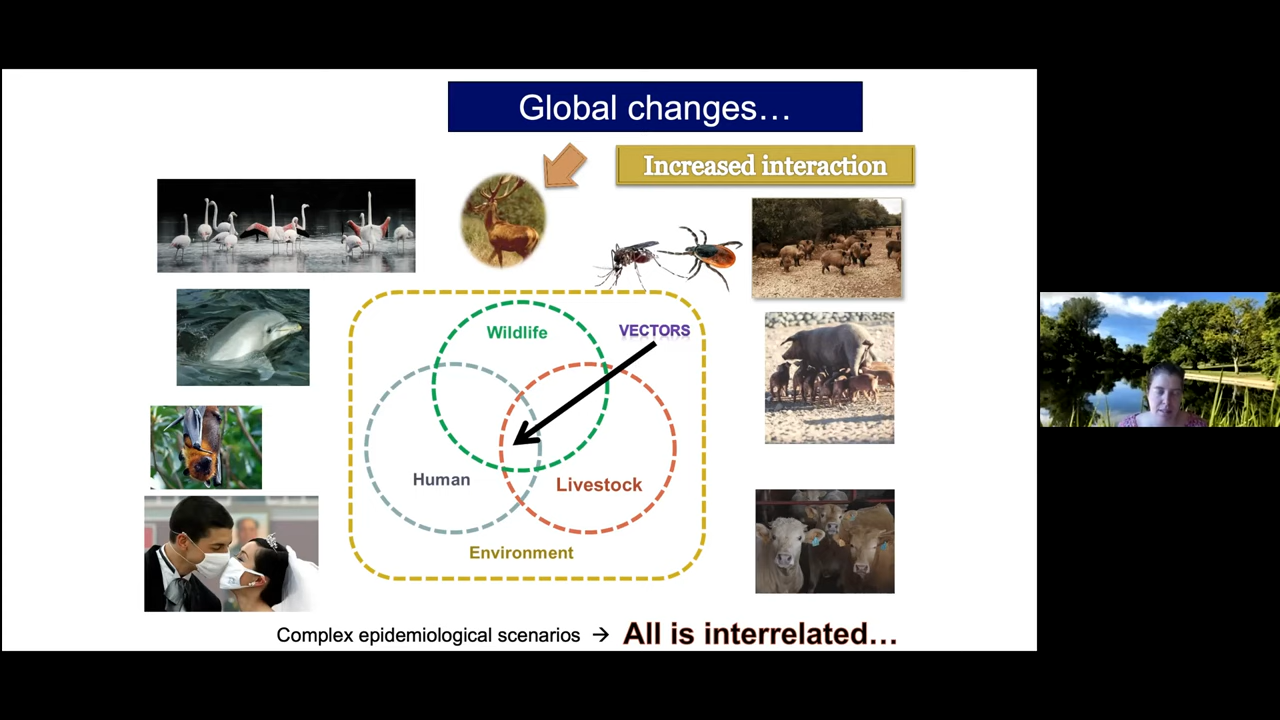 Global changes…
Increased interaction
Wildlife
VECTORS
Human
Livestock
Environment
Complex epidemiological scenarios → All is interrelated…